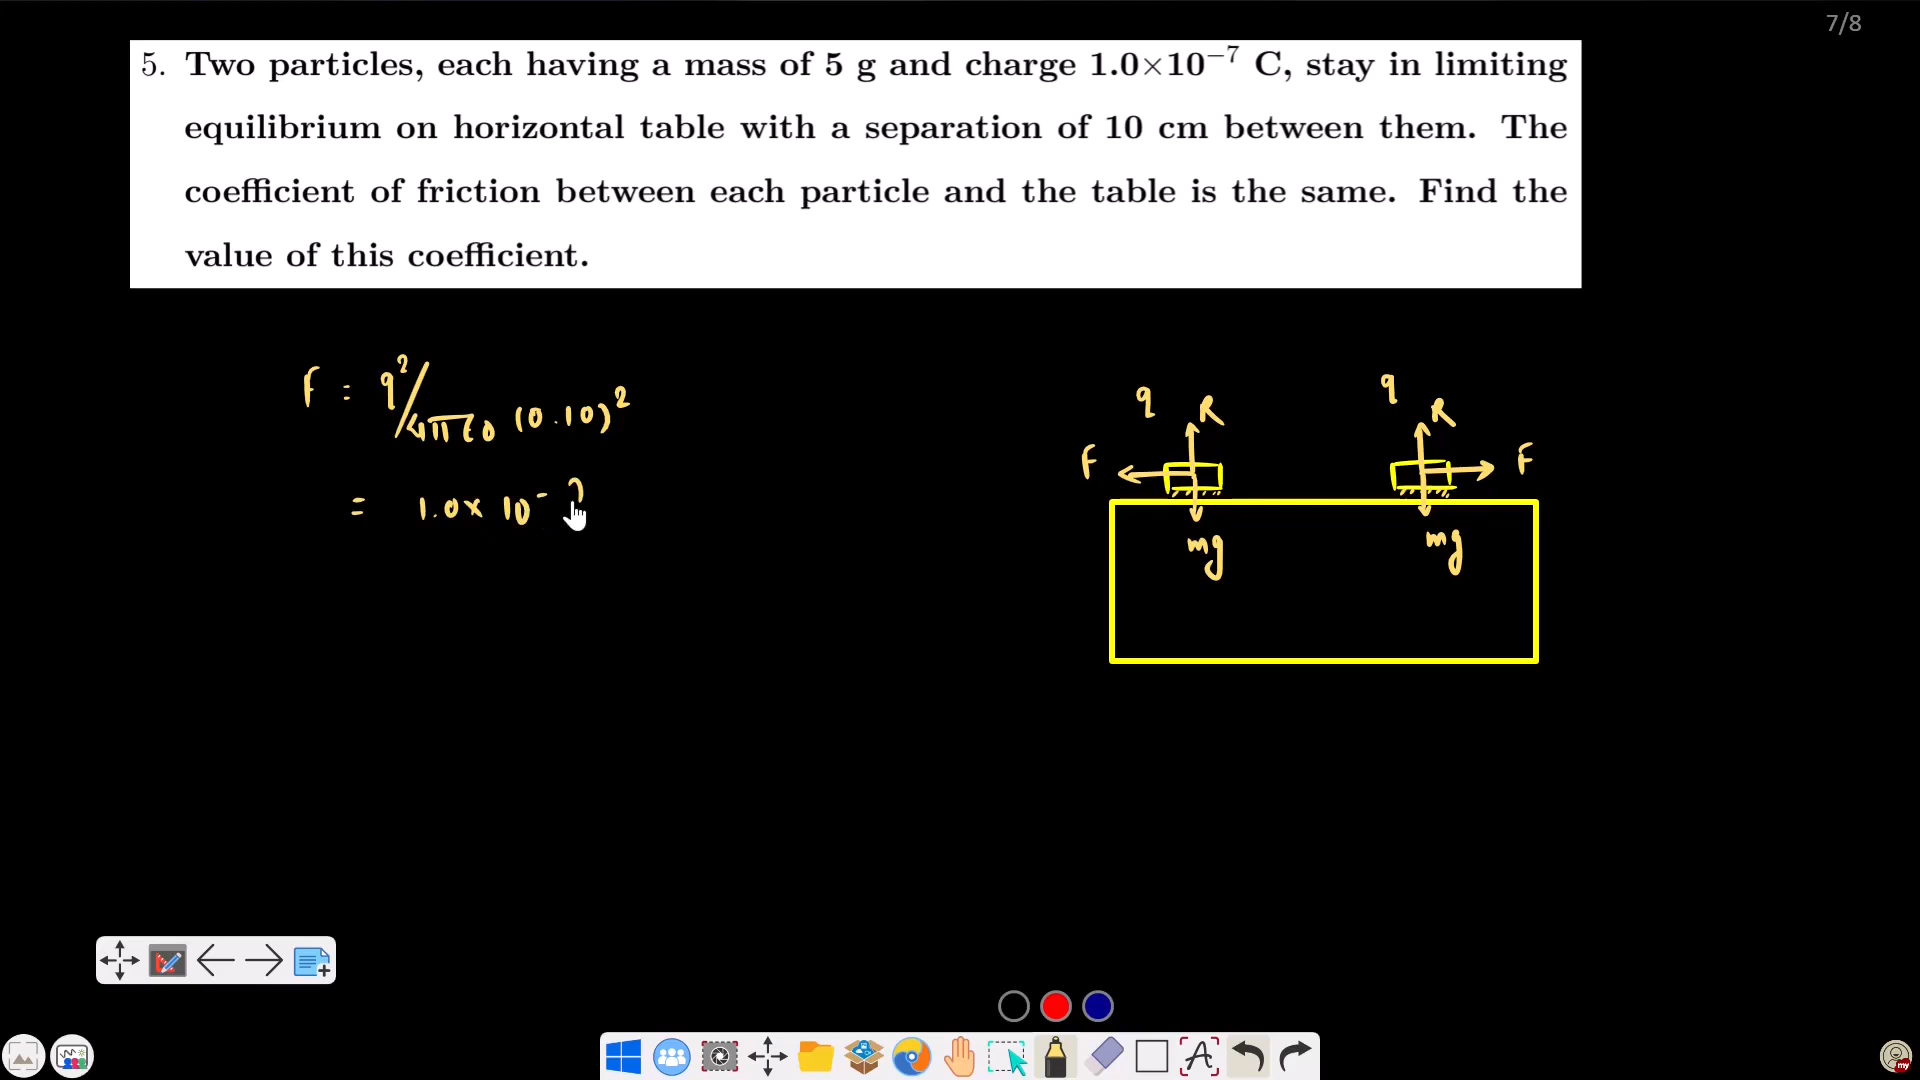 7/8
5. Two particles, each having a mass of 5 g and charge 1.0×10⁻⁷ C, stay in limiting
equilibrium on horizontal table with a separation of 10 cm between them. The
coefficient of friction between each particle and the table is the same. Find the
value of this coefficient.
F = q²/4πε0 (0.10)²
= 1.0× 10⁻
q R q R
F F
mg mg
A
my